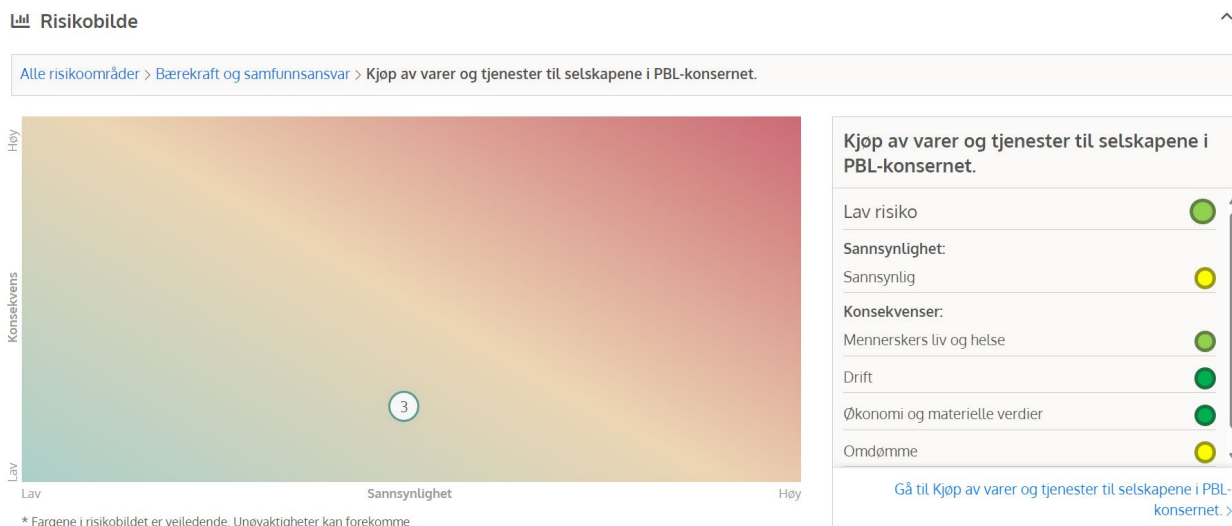 Risikobilde
Alle risikoområder > Bærekraft og samfunnsansvar > Kjøp av varer og tjenester til selskapene i PBL-konsernet.
Høy
Konsekvens
Lav
3
Lav
Sannsynlighet
Høy
* Fargene i risikobildet er veiledende. Unøyaktigheter kan forekomme
Kjøp av varer og tjenester til selskapene i
PBL-konsernet.
Lav risiko
Sannsynlighet:
Sannsynlig
Konsekvenser:
Mennerskers liv og helse
Drift
Økonomi og materielle verdier
Omdømme
Gå til Kjøp av varer og tjenester til selskapene i PBL-
konsernet. >